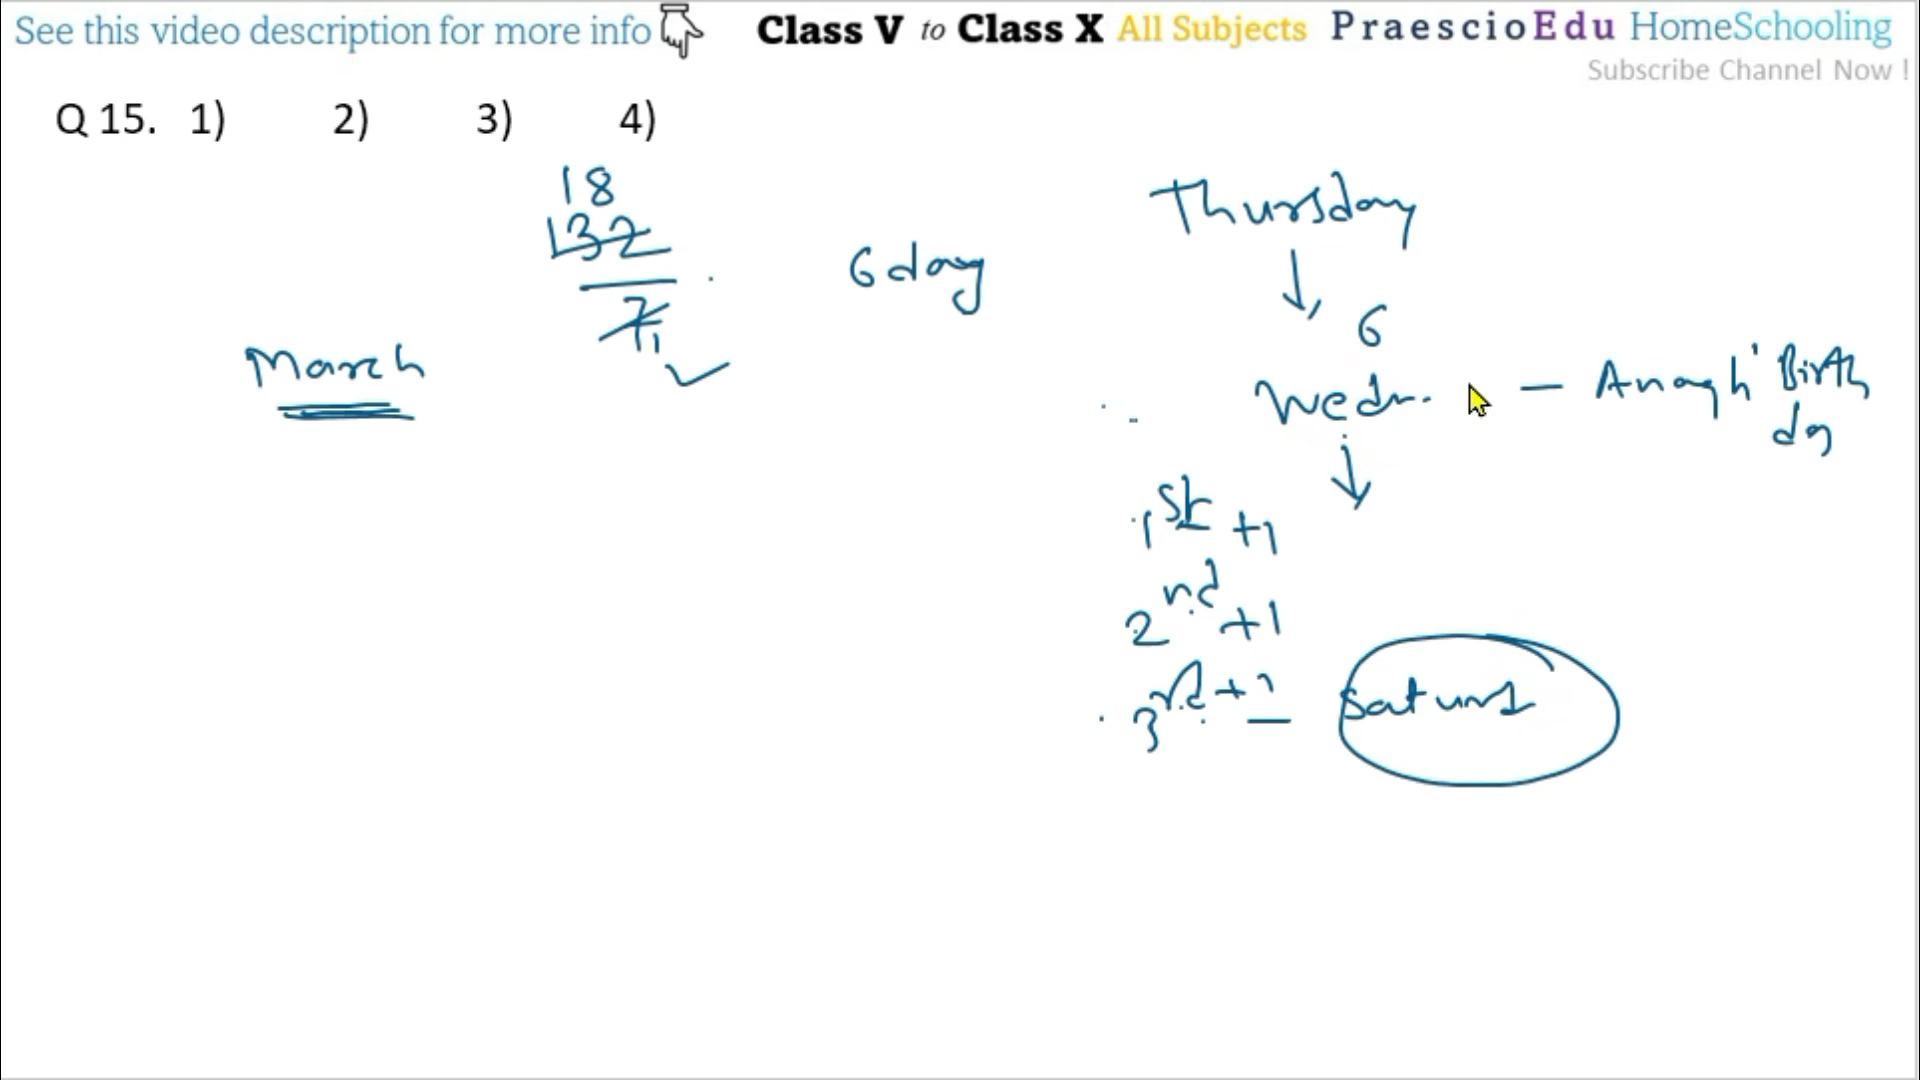 See this video description for more info Class V to Class X All Subjects PraescioEdu HomeSchooling
Subscribe Channel Now !
Q 15. 1) 2) 3) 4)
18
132
7 1
Thursday
6 day
6
March
Wedn. - Anagh' Birth
day
1st +1
2nd +1
3rd +1